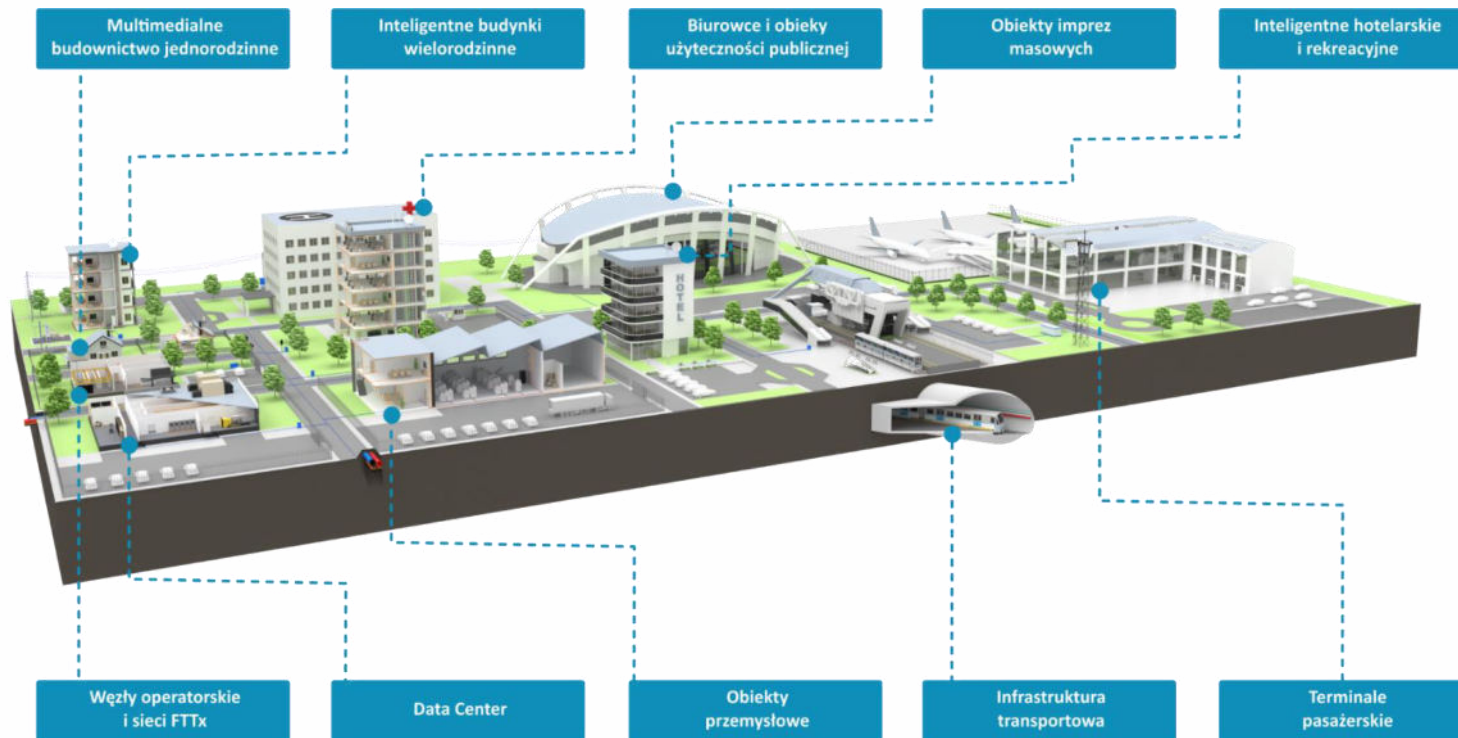 Multimedialne
budownictwo jednorodzinne
Inteligentne budynki
wielorodzinne
Biurowce i obieky
użyteczności publicznej
Obiekty imprez
masowych
Inteligentne hotelarskie
i rekreacyjne
HOTEL
Węzły operatorskie
i sieci FTTx
Data Center
Obiekty
przemysłowe
Infrastruktura
transportowa
Terminale
pasażerskie